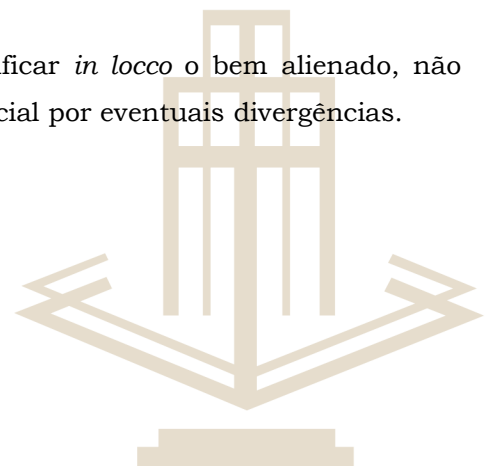 ficar in locco o bem alienado, não
cial por eventuais divergências.